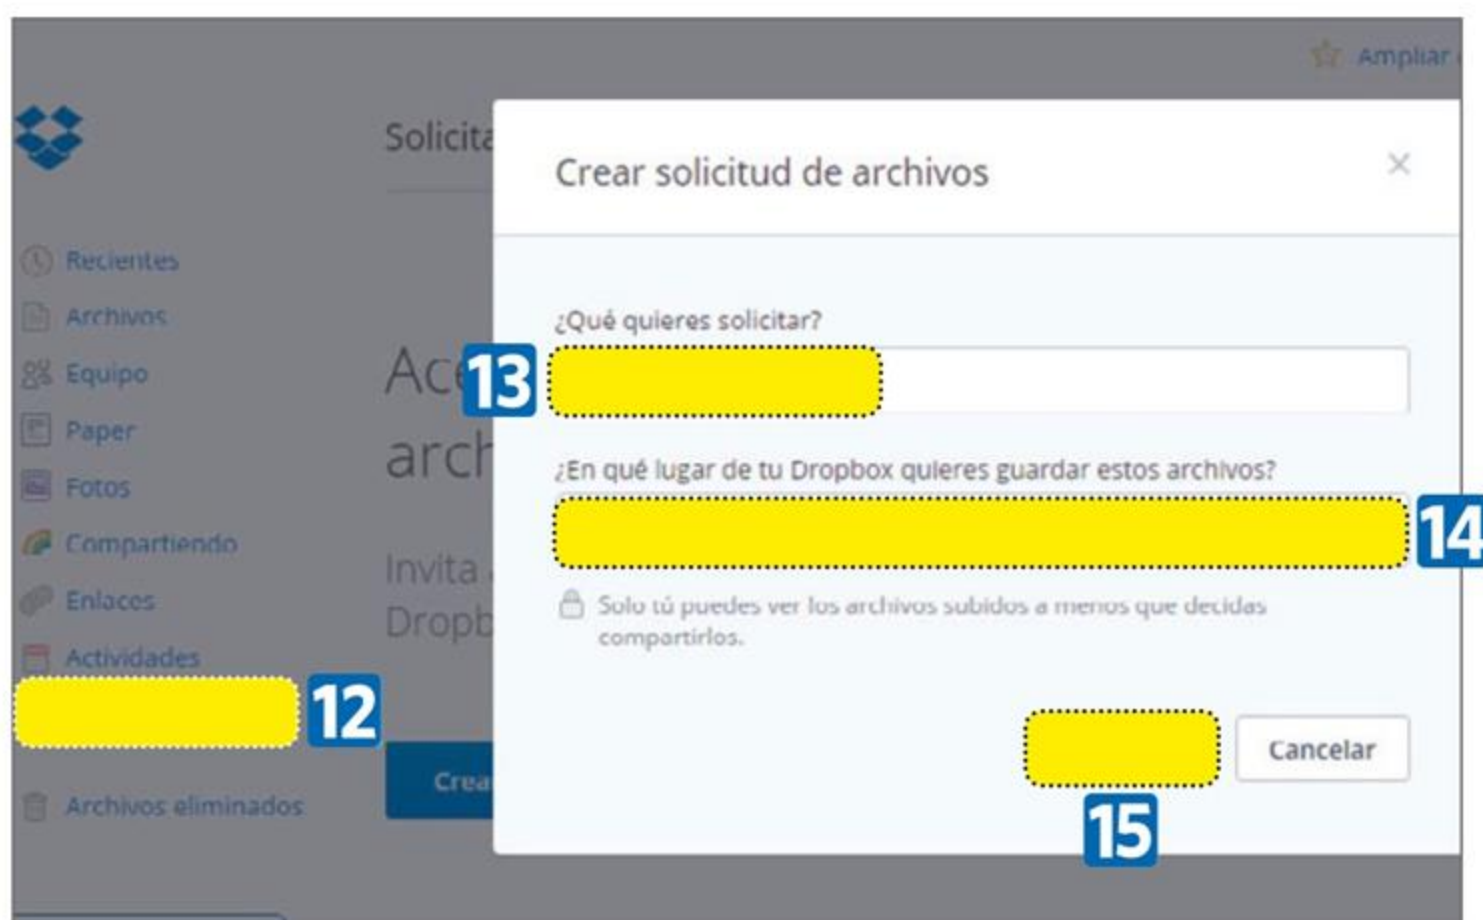 Ampliar
Solicita
Crear solicitud de archivos
×
Recientes
Archivos
Equipo
Paper
Fotos
Compartiendo
Enlaces
Actividades
12
Archivos eliminados
Ace
arch
Invita
Dropb
Crea
¿Qué quieres solicitar?
13
¿En qué lugar de tu Dropbox quieres guardar estos archivos?
14
Solo tú puedes ver los archivos subidos a menos que decidas
compartirlos.
15
Cancelar